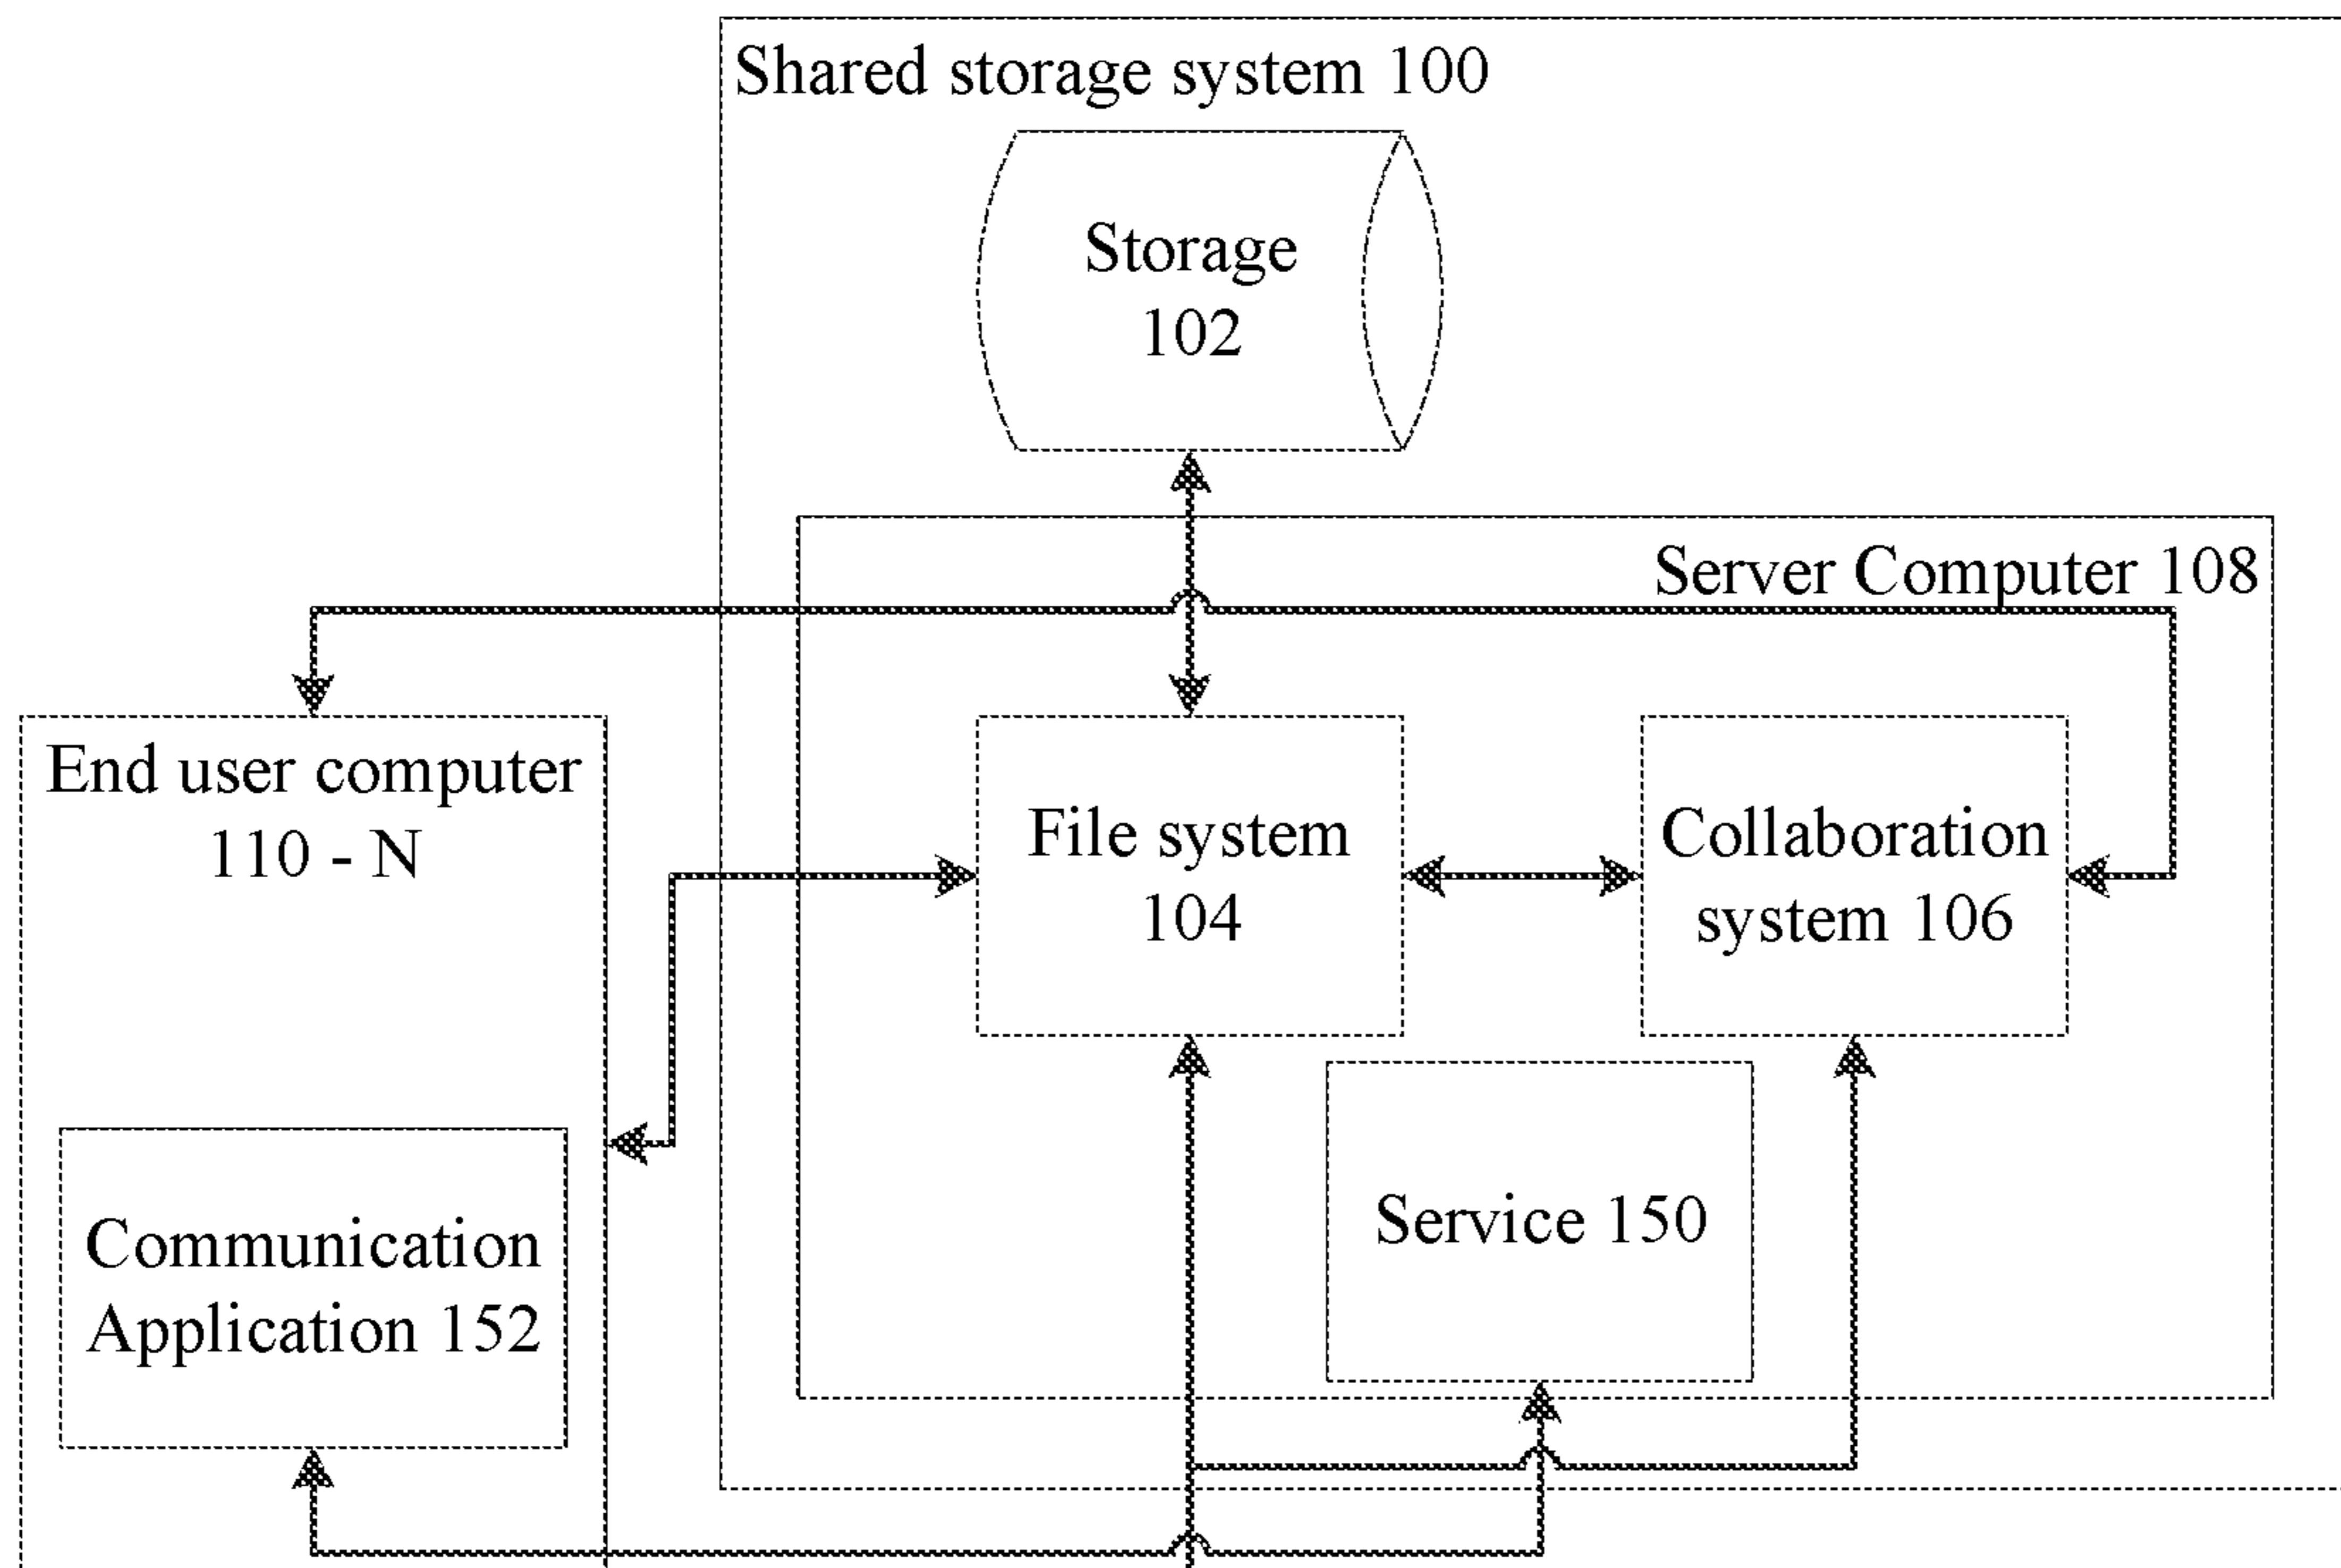 Shared storage system 100
Storage
102
Server Computer 108
End user computer
110 - N
File system
104
Collaboration
system 106
Communication
Application 152
Service 150